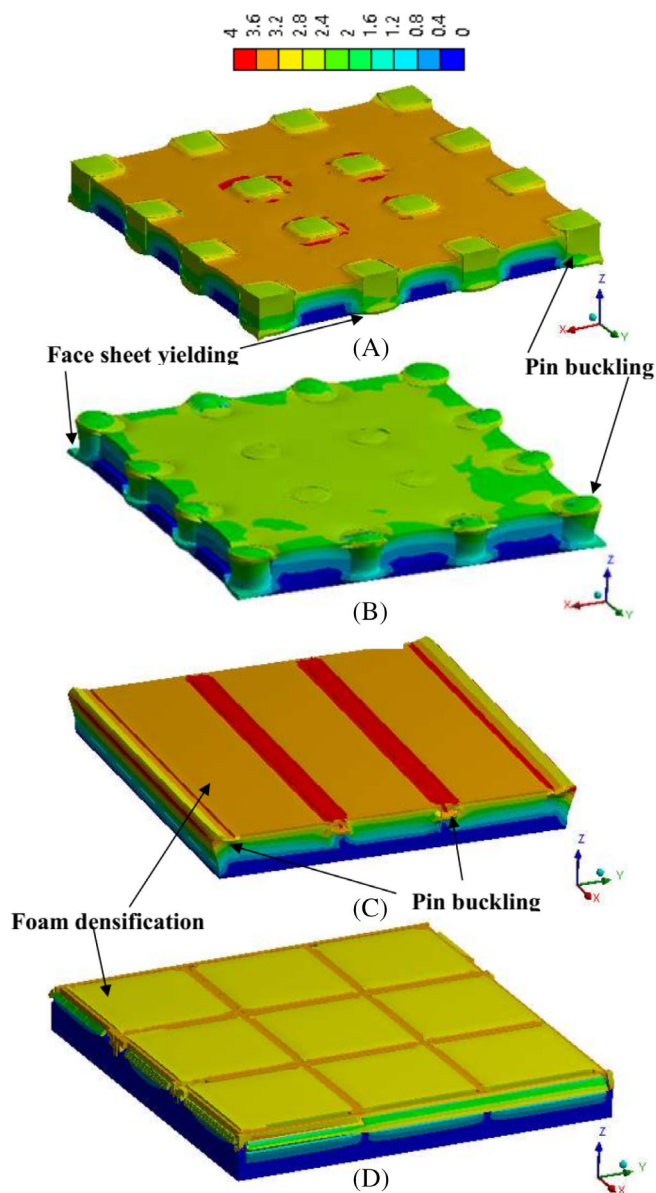 4 3.6 3.2 2.8 2.4 2 1.6 1.2 0.8 0.4 0
Z
X Y
Face sheet yielding
(A)
Pin buckling
Z
X Y
(B)
Z
Y
X
Foam densification
(C)
Pin buckling
Z
Y
X
(D)